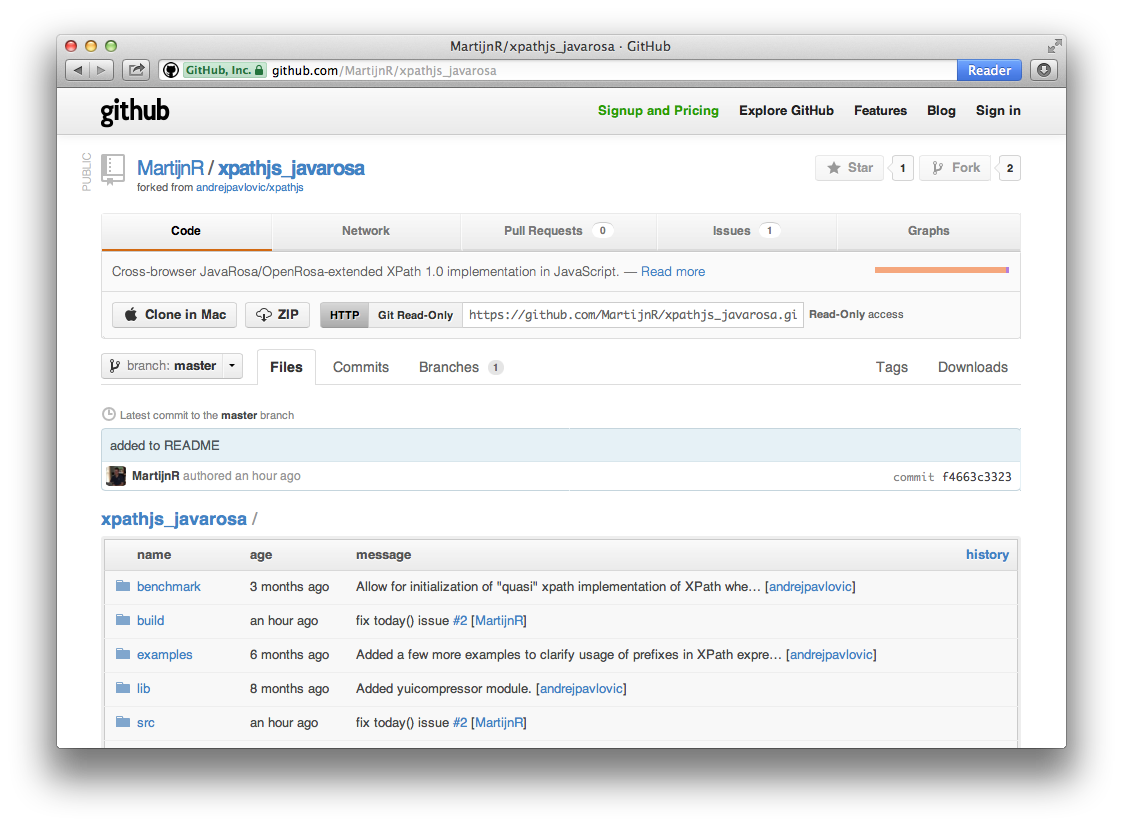 MartijnR/xpathjs_javarosa · GitHub
GitHub, Inc. github.com/MartijnR/xpathjs_javarosa Reader
github Signup and Pricing Explore GitHub Features Blog Sign in
PUBLIC
MartijnR / xpathjs_javarosa Star 1 Fork 2
forked from andrejpavlovic/xpathjs
Code Network Pull Requests 0 Issues 1 Graphs
Cross-browser JavaRosa/OpenRosa-extended XPath 1.0 implementation in JavaScript. — Read more
Clone in Mac ZIP HTTP Git Read-Only https://github.com/MartijnR/xpathjs_javarosa.gi Read-Only access
branch: master Files Commits Branches 1 Tags Downloads
Latest commit to the master branch
added to README
MartijnR authored an hour ago commit f4663c3323
xpathjs_javarosa /
name age message history
benchmark 3 months ago Allow for initialization of "quasi" xpath implementation of XPath whe… [andrejpavlovic]
build an hour ago fix today() issue #2 [MartijnR]
examples 6 months ago Added a few more examples to clarify usage of prefixes in XPath expre… [andrejpavlovic]
lib 8 months ago Added yuicompressor module. [andrejpavlovic]
src an hour ago fix today() issue #2 [MartijnR]